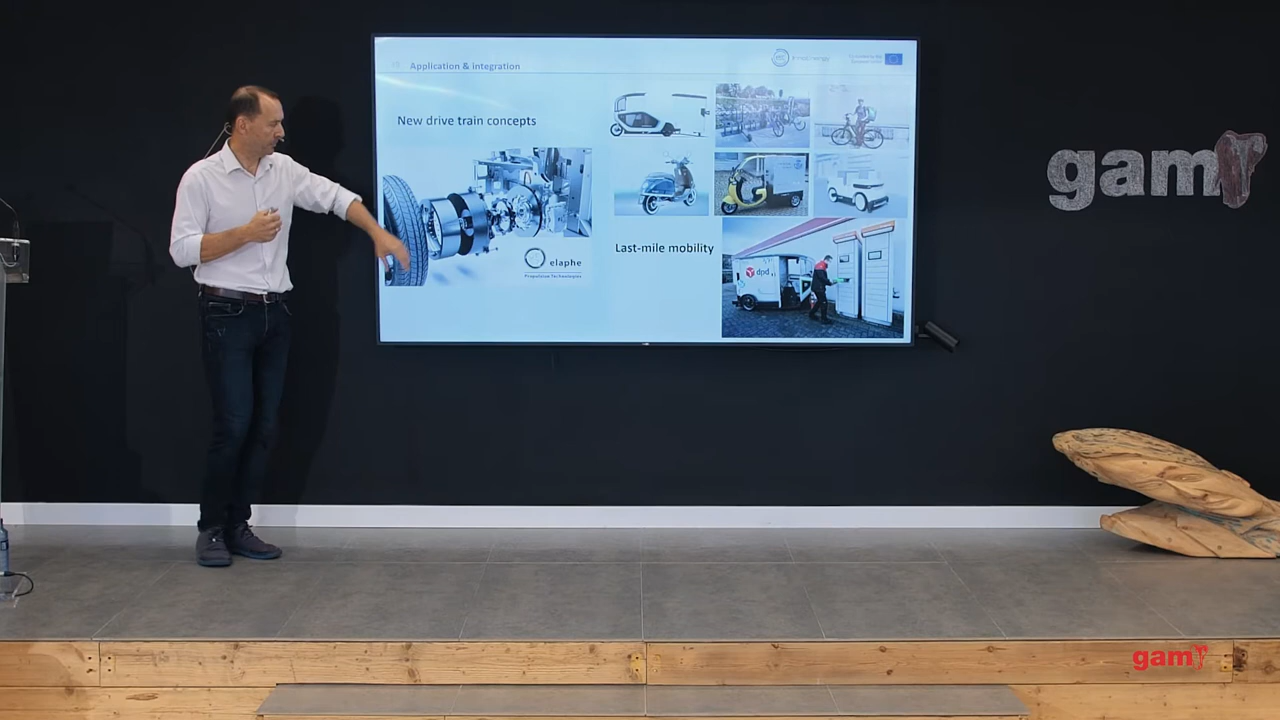 Application & integration
New drive train concepts
elaphe
Propulsion Technologies
Last-mile mobility
dpd
gam
gam